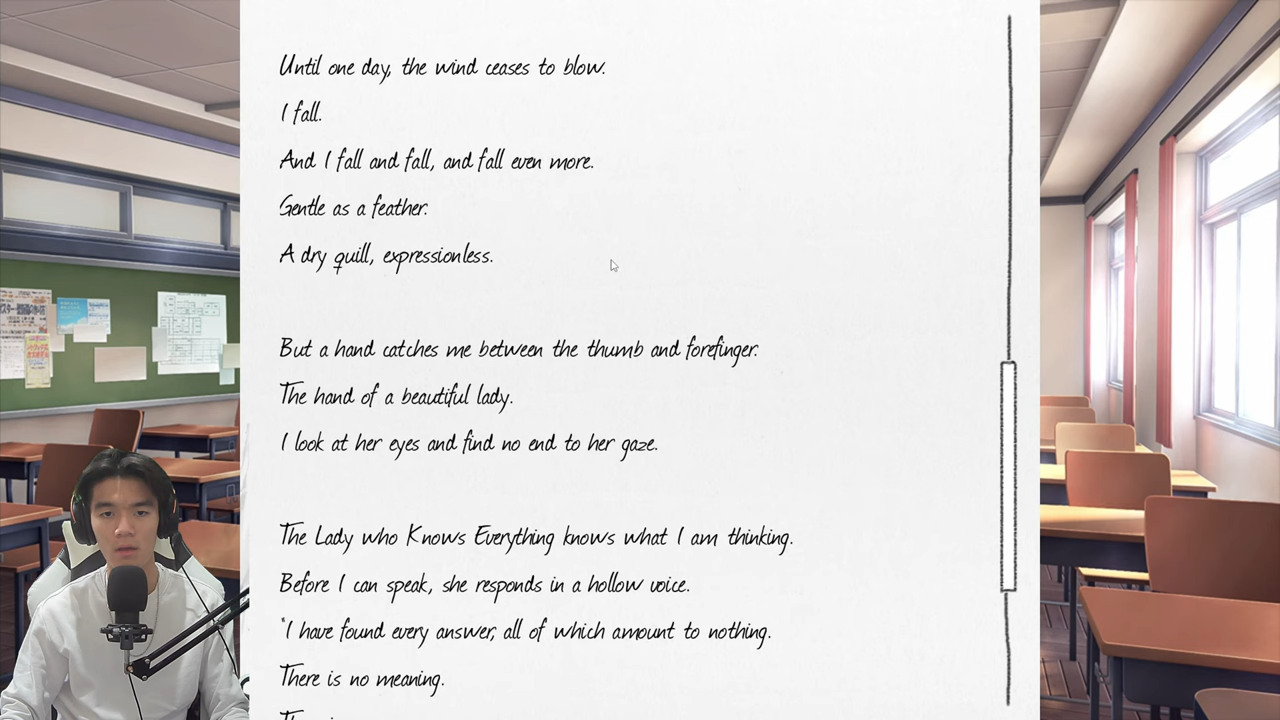 Until one day, the wind ceases to blow.
I fall.
And I fall and fall, and fall even more.
Gentle as a feather.
A dry quill, expressionless.
But a hand catches me between the thumb and forefinger.
The hand of a beautiful lady.
I look at her eyes and find no end to her gaze.
The Lady who Knows Everything knows what I am thinking.
Before I can speak, she responds in a hollow voice.
"I have found every answer, all of which amount to nothing.
There is no meaning.